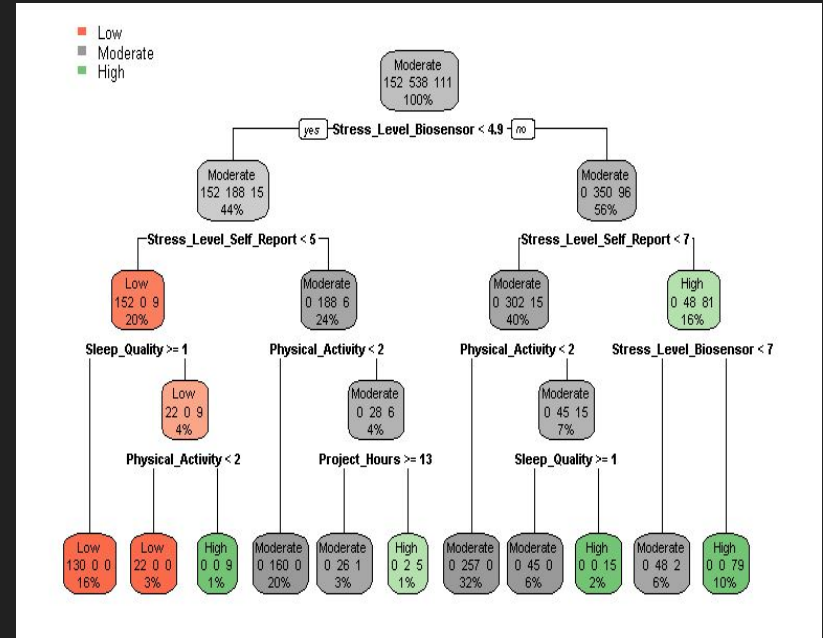 Low
Moderate
High
Moderate
152 538 111
100%
yes Stress_Level_Biosensor < 4.9 no
Moderate
152 188 15
44%
Moderate
0 350 96
56%
Stress_Level_Self_Report < 5
Stress_Level_Self_Report < 7
Low
152 0 9
20%
Moderate
0 188 6
24%
Moderate
0 302 15
40%
High
0 48 81
16%
Sleep_Quality >= 1
Physical_Activity < 2
Physical_Activity < 2
Stress_Level_Biosensor < 7
Low
22 0 9
4%
Moderate
0 28 6
4%
Moderate
0 45 15
7%
Physical_Activity < 2
Project_Hours >= 13
Sleep_Quality >= 1
Low
130 0 0
16%
Low
22 0 0
3%
High
0 0 9
1%
Moderate
0 160 0
20%
Moderate
0 26 1
3%
High
0 2 5
1%
Moderate
0 257 0
32%
Moderate
0 45 0
6%
High
0 0 15
2%
Moderate
0 48 2
6%
High
0 0 79
10%